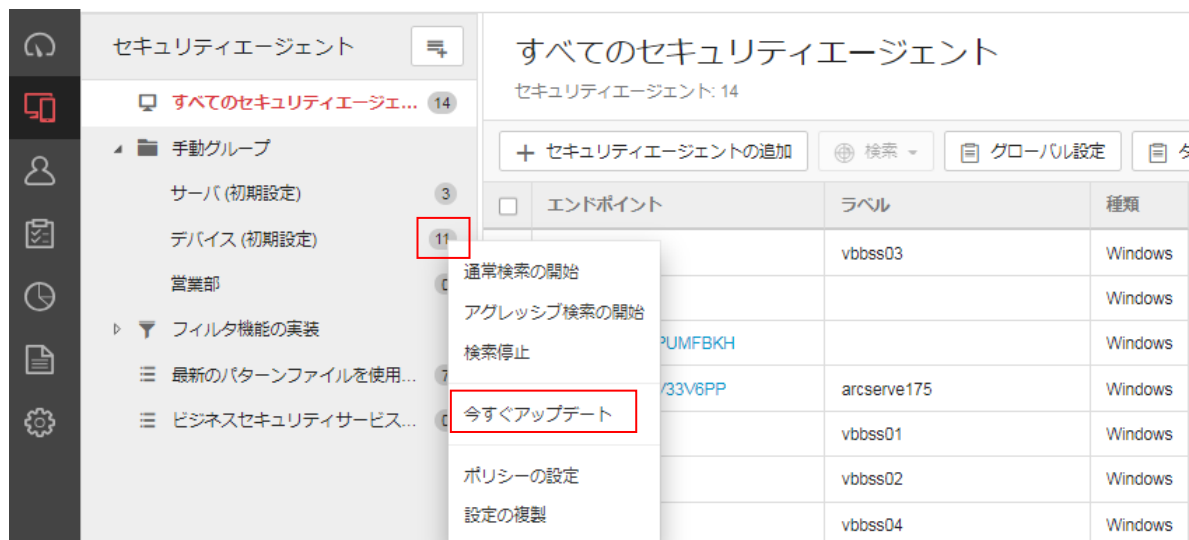 セキュリティエージェント
すべてのセキュリティエージェ... 14
手動グループ
サーバ (初期設定) 3
デバイス (初期設定) 11
営業部
フィルタ機能の実装
最新のパターンファイルを使用...
ビジネスセキュリティサービス...
通常検索の開始
アグレッシブ検索の開始
検索停止
今すぐアップデート
ポリシーの設定
設定の複製
すべてのセキュリティエージェント
セキュリティエージェント: 14
+ セキュリティエージェントの追加 検索 グローバル設定
エンドポイント ラベル 種類
vbbss03 Windows
Windows
PUMFBKH Windows
V33V6PP arcserve175 Windows
vbbss01 Windows
vbbss02 Windows
vbbss04 Windows